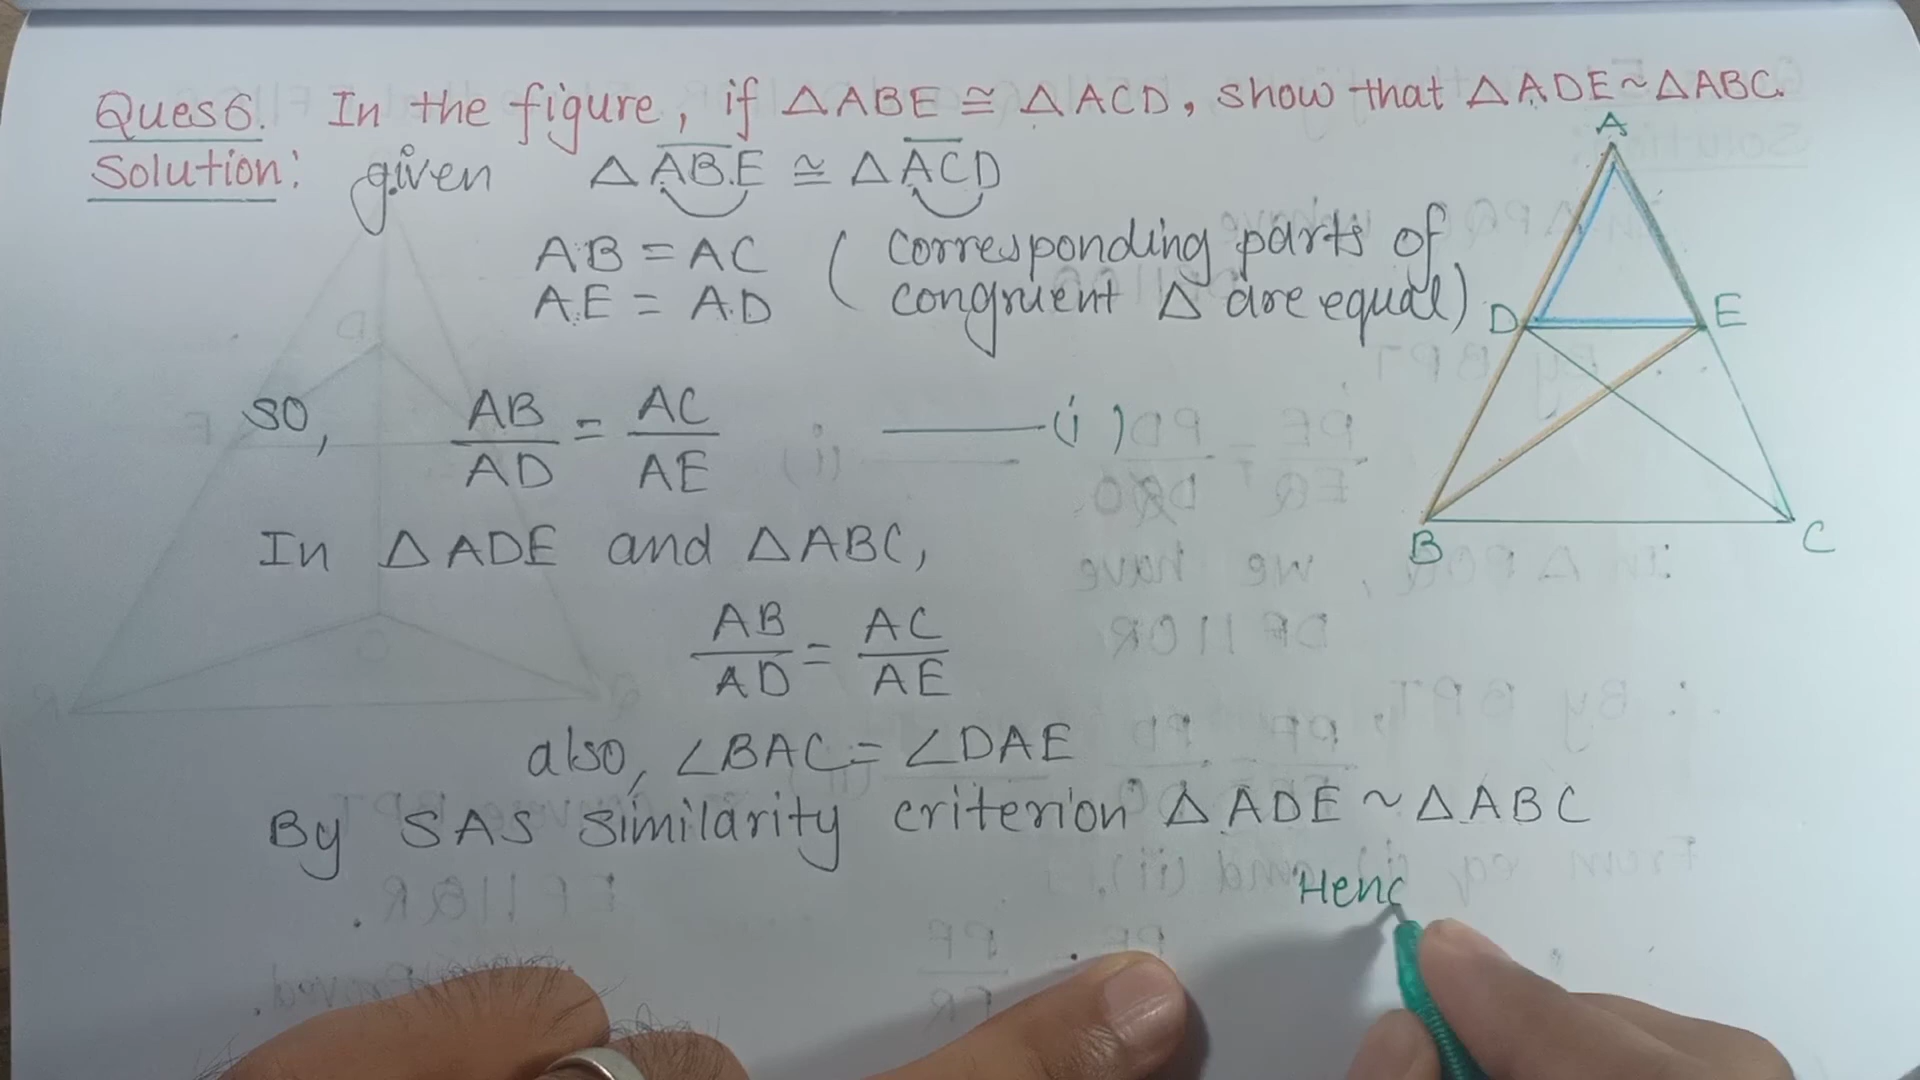 Ques 6. In the figure, if △ABE ≅ △ACD, show that △ADE ~ △ABC.
Solution: given △ABE ≅ △ACD
AB = AC ( corresponding parts of
AE = AD congruent △ are equal)
so, AB/AD = AC/AE —— (i)
In △ADE and △ABC,
AB/AD = AC/AE
also, ∠BAC = ∠DAE
By SAS similarity criterion △ADE ~ △ABC
Henc
A
D E
B C